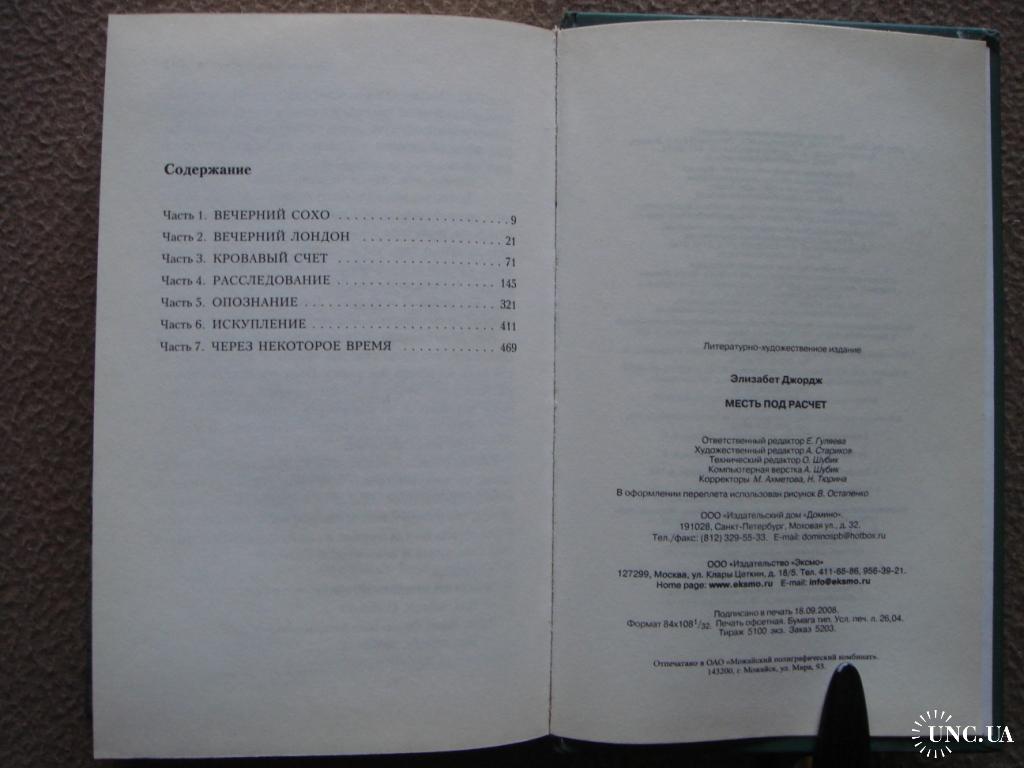 Содержание
Часть 1. ВЕЧЕРНИЙ СОХО . . . . . . . . . . . . . . . . . . . . . . 9
Часть 2. ВЕЧЕРНИЙ ЛОНДОН . . . . . . . . . . . . . . . . . . 21
Часть 3. КРОВАВЫЙ СЧЕТ . . . . . . . . . . . . . . . . . . . . . 71
Часть 4. РАССЛЕДОВАНИЕ . . . . . . . . . . . . . . . . . . . . 145
Часть 5. ОПОЗНАНИЕ . . . . . . . . . . . . . . . . . . . . . . . . 321
Часть 6. ИСКУПЛЕНИЕ . . . . . . . . . . . . . . . . . . . . . . . 411
Часть 7. ЧЕРЕЗ НЕКОТОРОЕ ВРЕМЯ . . . . . . . . . . . . 469
Литературно-художественное издание
Элизабет Джордж
МЕСТЬ ПОД РАСЧЕТ
Ответственный редактор Е. Гуляева
Художественный редактор А. Стариков
Технический редактор О. Шубик
Компьютерная верстка А. Шубик
Корректоры М. Ахметова, Н. Тюрина
В оформлении переплета использован рисунок В. Остапенко
ООО «Издательский дом «Домино».
191028, Санкт-Петербург, Моховая ул., д. 32.
Тел./факс: (812) 329-55-33. E-mail: dominospb@hotbox.ru
ООО «Издательство «Эксмо»
127299, Москва, ул. Клары Цеткин, д. 18/5. Тел. 411-68-86, 956-39-21.
Home page: www.eksmo.ru E-mail: info@eksmo.ru
Подписано в печать 18.09.2008.
Формат 84x108 1/32. Печать офсетная. Бумага тип. Усл. печ. л. 26,04.
Тираж 5100 экз. Заказ 5203.
Отпечатано в ОАО «Можайский полиграфический комбинат».
143200, г. Можайск, ул. Мира, 93.
UNC.UA